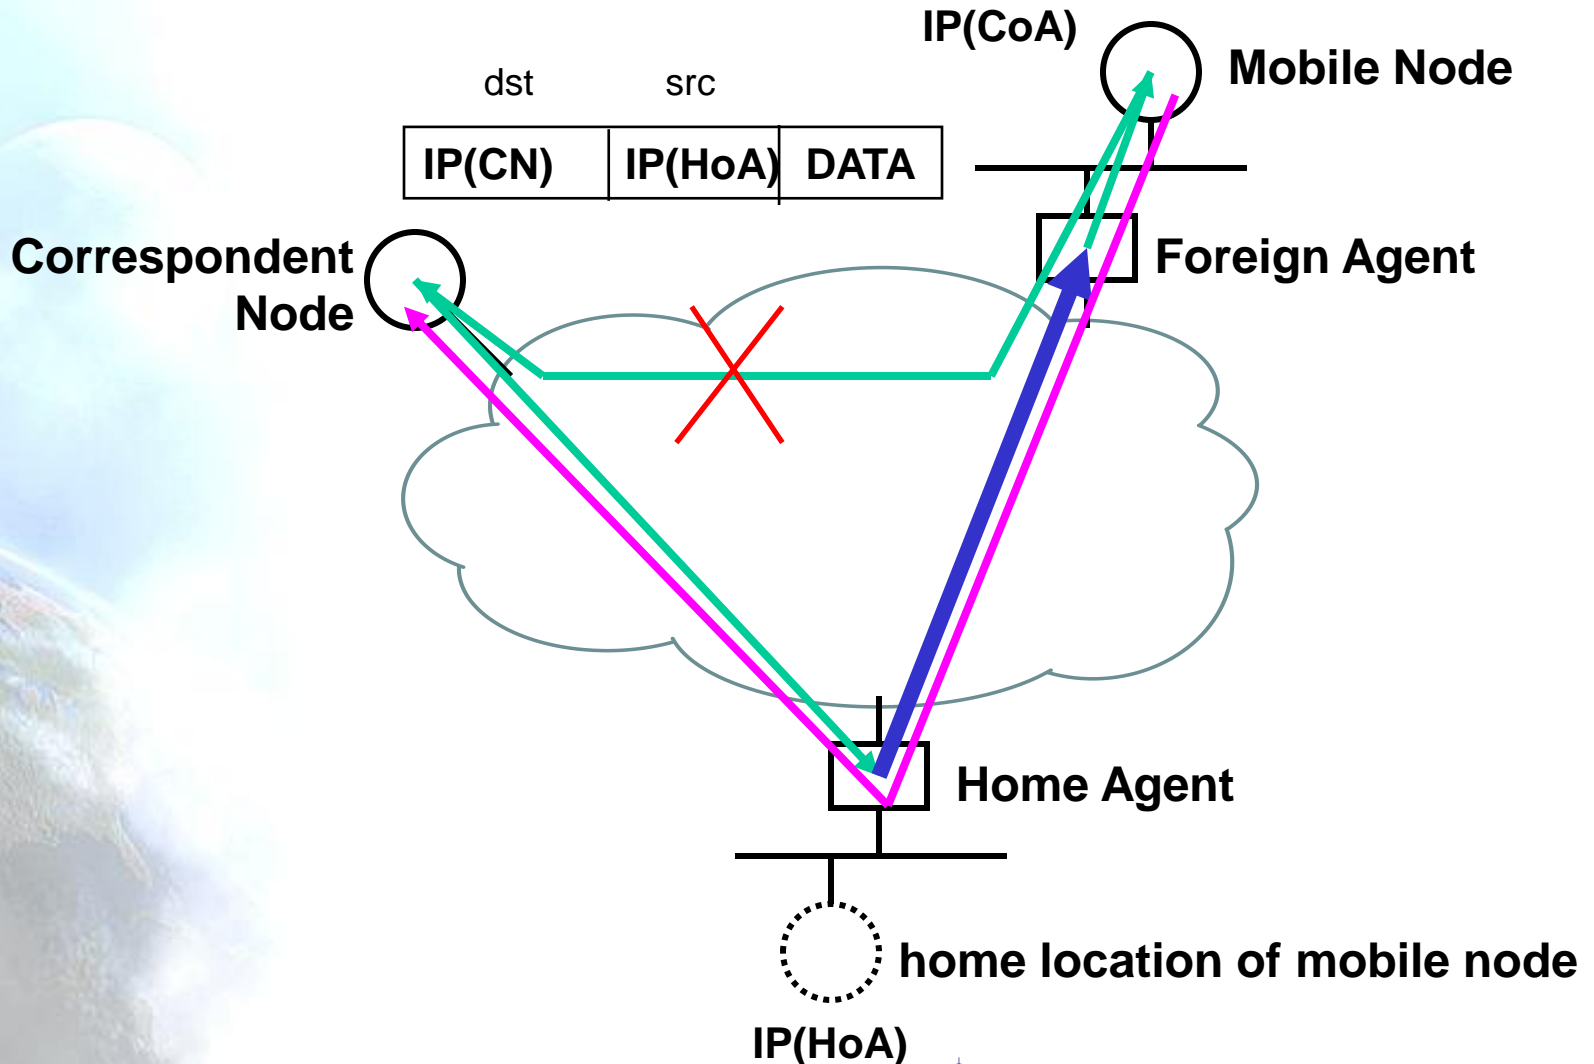 IP(CoA)
Mobile Node
dst src
IP(CN) IP(HoA) DATA
Correspondent
Node
Foreign Agent
Home Agent
home location of mobile node
IP(HoA)